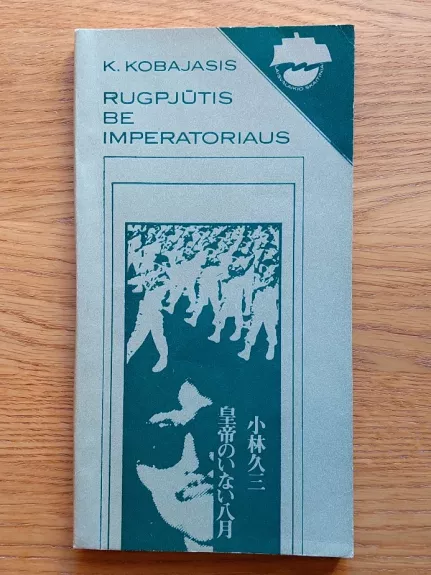 K. KOBAJASIS
RUGPJŪTIS
BE
IMPERATORIAUS
小林久三
皇帝のいない八月